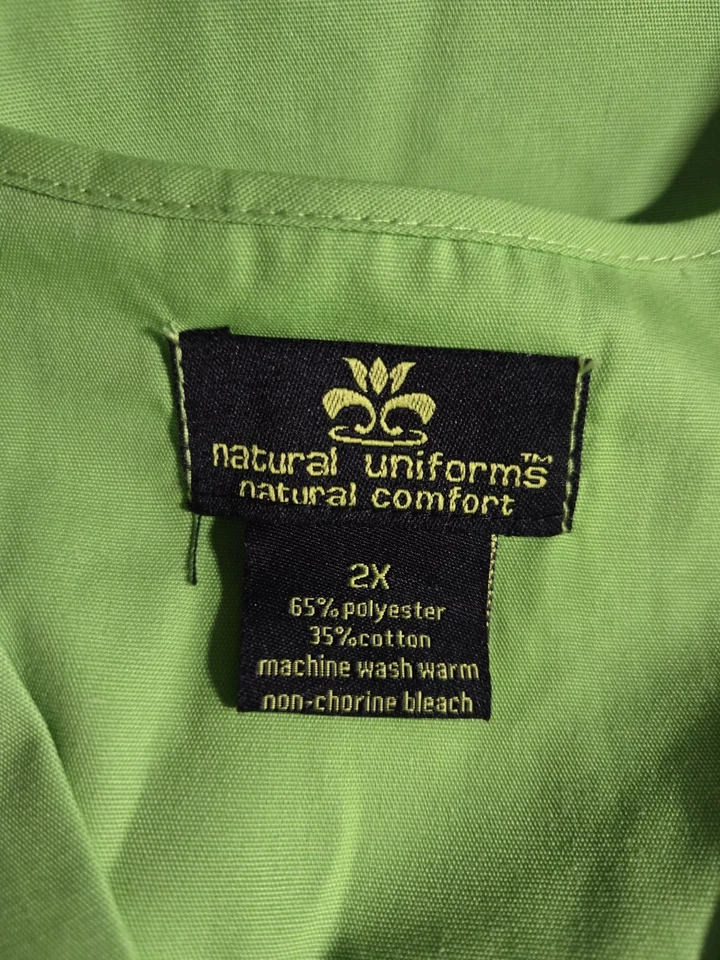 natural uniforms™
natural comfort
2X
65% polyester
35% cotton
machine wash warm
non-chorine bleach